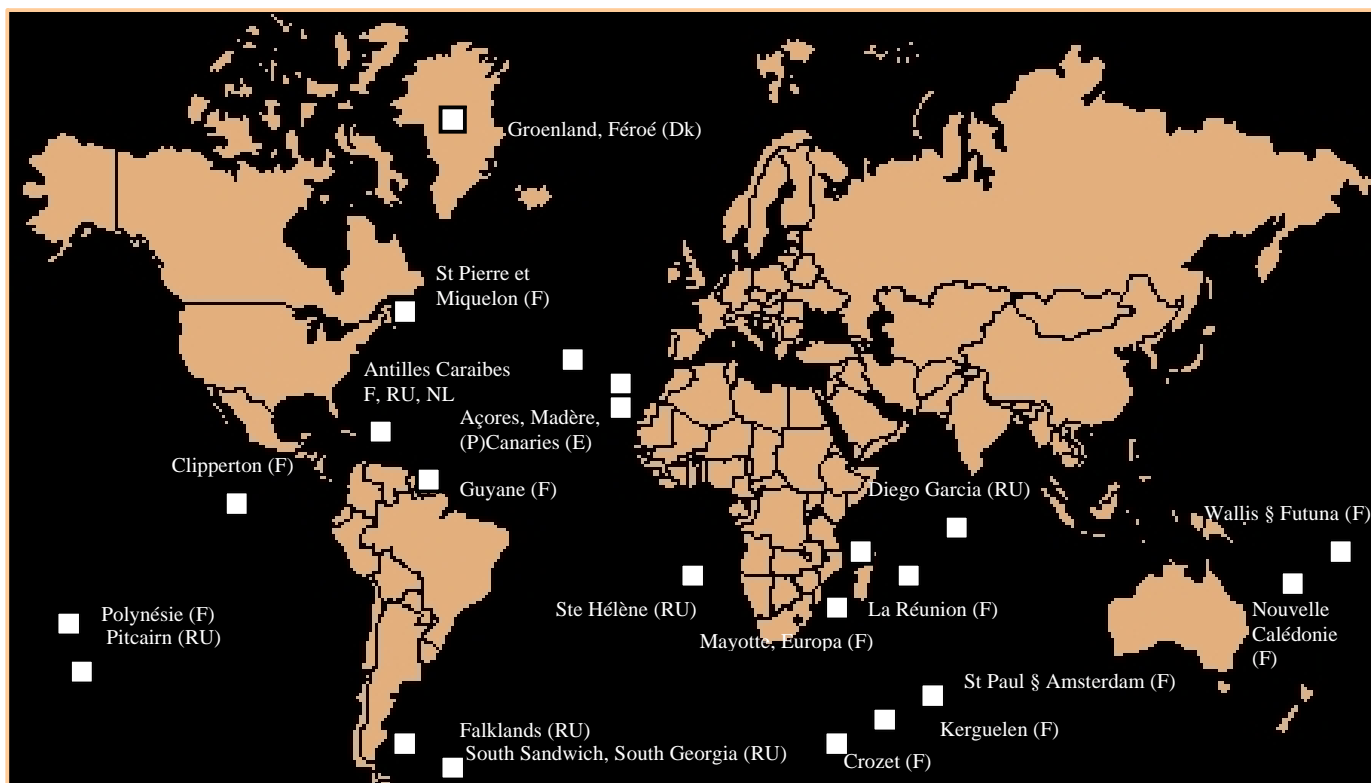 Groenland, Féroé (Dk)
St Pierre et
Miquelon (F)
Antilles Caraibes
F, RU, NL
Açores, Madère,
(P)Canaries (E)
Clipperton (F)
Guyane (F)
Diego Garcia (RU)
Wallis § Futuna (F)
Ste Hélène (RU)
La Réunion (F)
Nouvelle
Calédonie
(F)
Polynésie (F)
Pitcairn (RU)
Mayotte, Europa (F)
St Paul § Amsterdam (F)
Falklands (RU)
Kerguelen (F)
South Sandwich, South Georgia (RU)
Crozet (F)